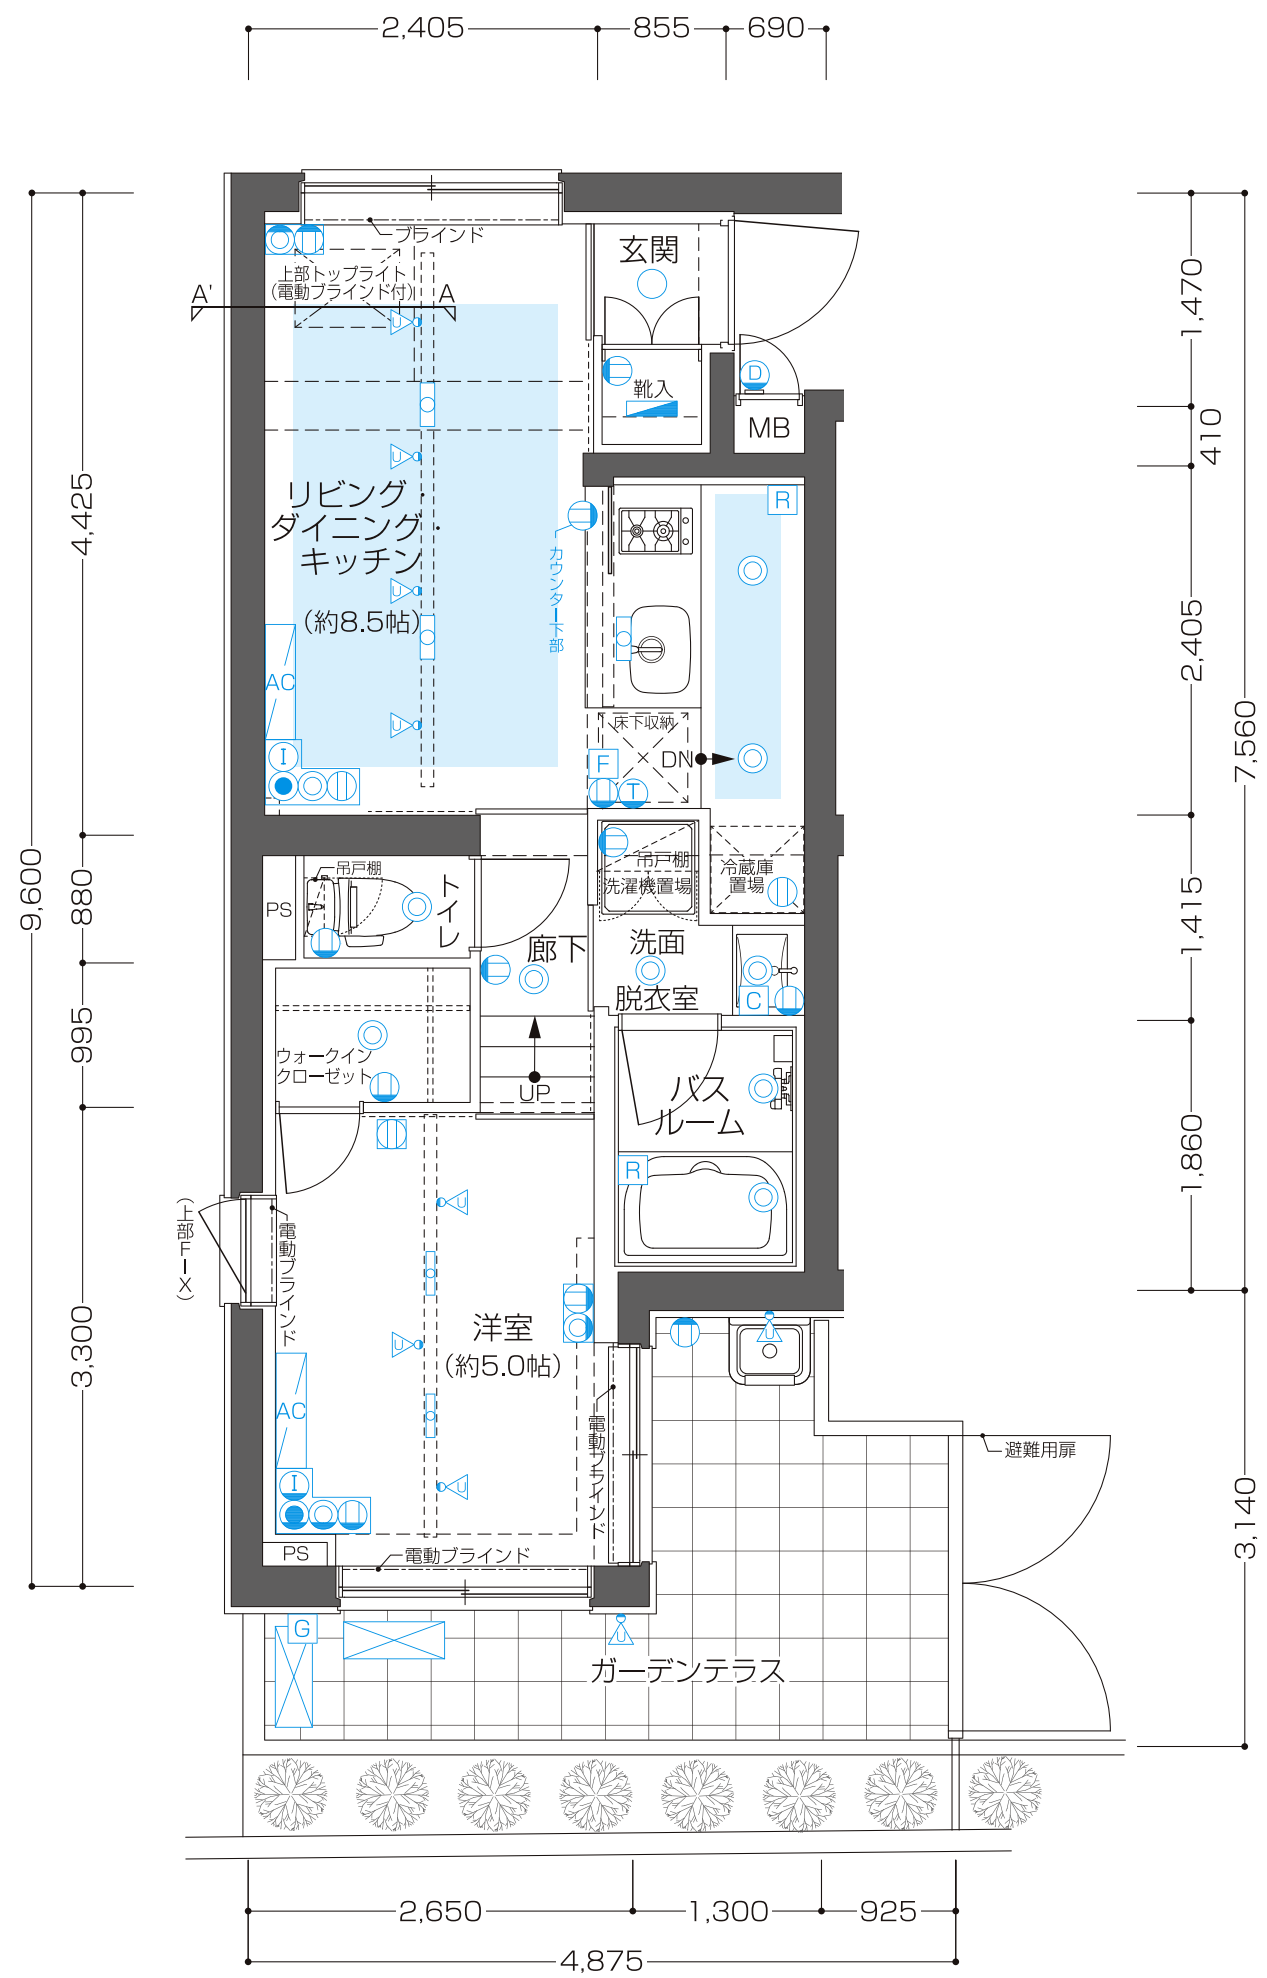 2,405
855
690
ブラインド
玄関
上部トップライト
(電動ブラインド付)
A'
A
U
D
靴入
MB
1,470
410
4,425
リビング・
ダイニング・
キッチン
(約8.5帖)
U
R
カウンター下部
U
2,405
7,560
AC
U
床下収納
I
F
DN
T
9,600
880
吊戸棚
トイレ
PS
吊戸棚
洗濯機置場
冷蔵庫
置場
1,415
廊下
洗面
脱衣室
C
995
ウォークイン
クローゼット
UP
バス
ルーム
R
1,860
U
(上部F-X)
電動ブラインド
3,300
洋室
(約5.0帖)
U
U
AC
電動ブラインド
避難用扉
I
U
3,140
PS
電動ブラインド
G
U
ガーデンテラス
2,650
1,300
925
4,875